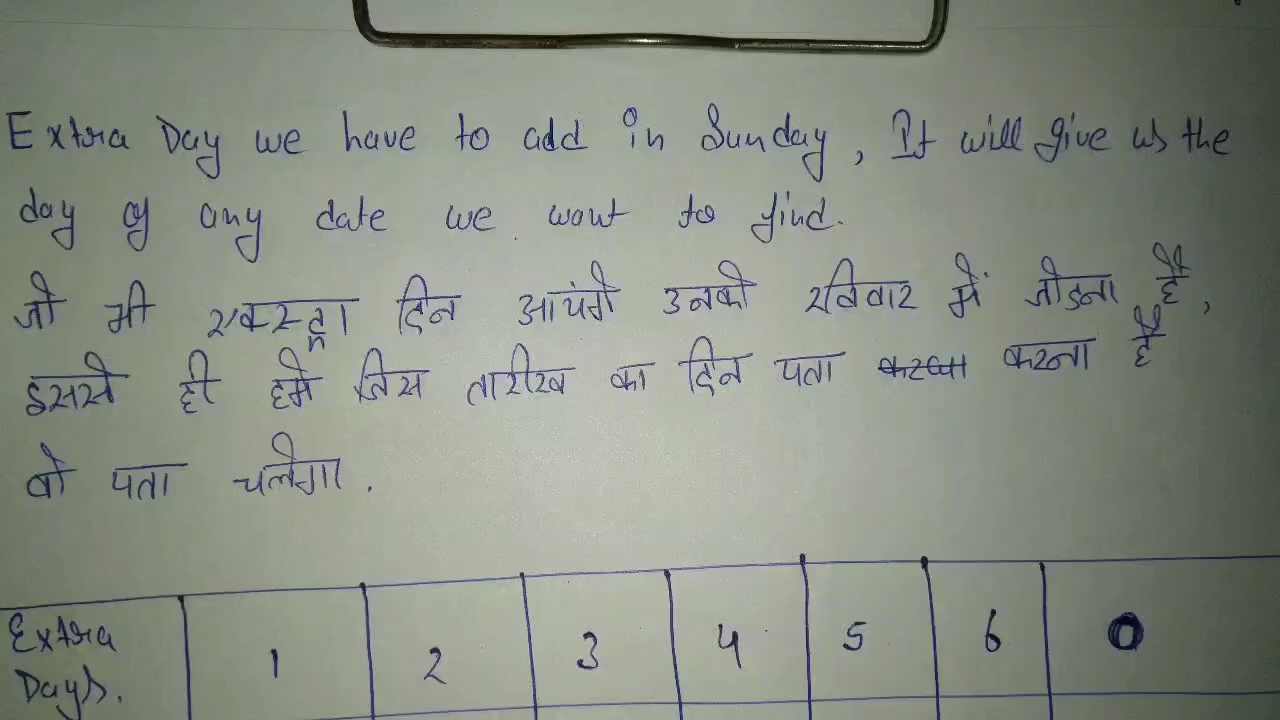 Extra Day we have to add in Sunday, It will give us the
day of any date we want to find.
जो भी एक्स्ट्रा दिन आयंगे उनको रविवार में जोडना है,
इससे ही हमे जिस तारीख का दिन पता करना है
वो पता चलेगा.
Extra Days. 1 2 3 4 5 6 0